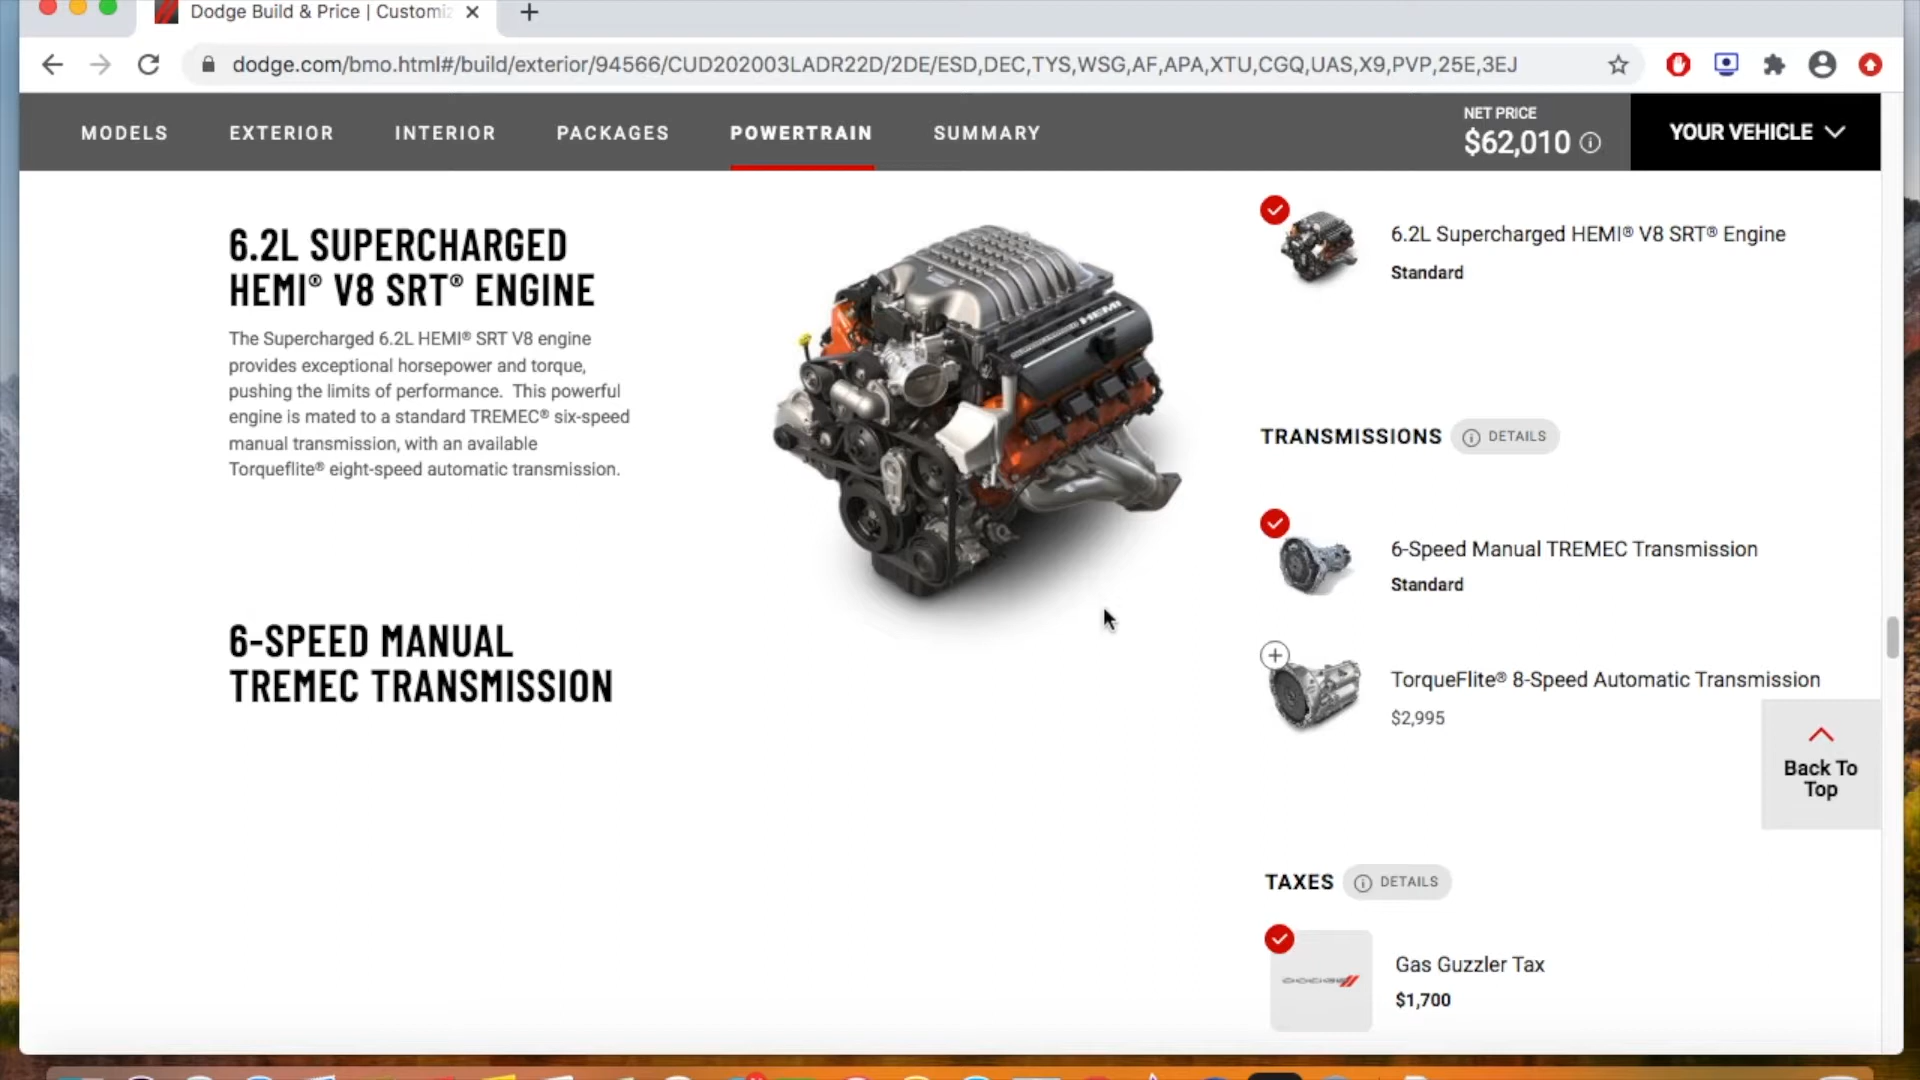 Dodge Build & Price | Customiz
dodge.com/bmo.html#/build/exterior/94566/CUD202003LADR22D/2DE/ESD,DEC,TYS,WSG,AF,APA,XTU,CGQ,UAS,X9,PVP,25E,3EJ
MODELS
EXTERIOR
INTERIOR
PACKAGES
POWERTRAIN
SUMMARY
NET PRICE
$62,010
YOUR VEHICLE
6.2L SUPERCHARGED
HEMI® V8 SRT® ENGINE
The Supercharged 6.2L HEMI® SRT V8 engine
provides exceptional horsepower and torque,
pushing the limits of performance. This powerful
engine is mated to a standard TREMEC® six-speed
manual transmission, with an available
Torqueflite® eight-speed automatic transmission.
6-SPEED MANUAL
TREMEC TRANSMISSION
HEMI
6.2L Supercharged HEMI® V8 SRT® Engine
Standard
TRANSMISSIONS
DETAILS
6-Speed Manual TREMEC Transmission
Standard
TorqueFlite® 8-Speed Automatic Transmission
$2,995
Back To
Top
TAXES
DETAILS
DODGE
Gas Guzzler Tax
$1,700